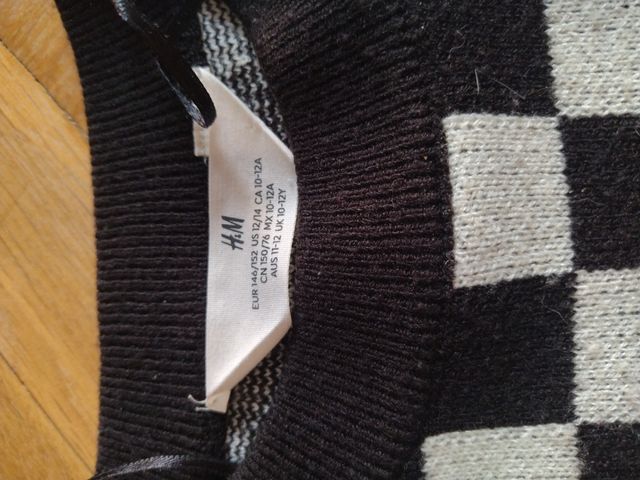 H&M
EUR 146/152 US 12/14 CA 10-12A
CN 150/76 MX 10-12A
AUS 11-12 UK 10-12Y